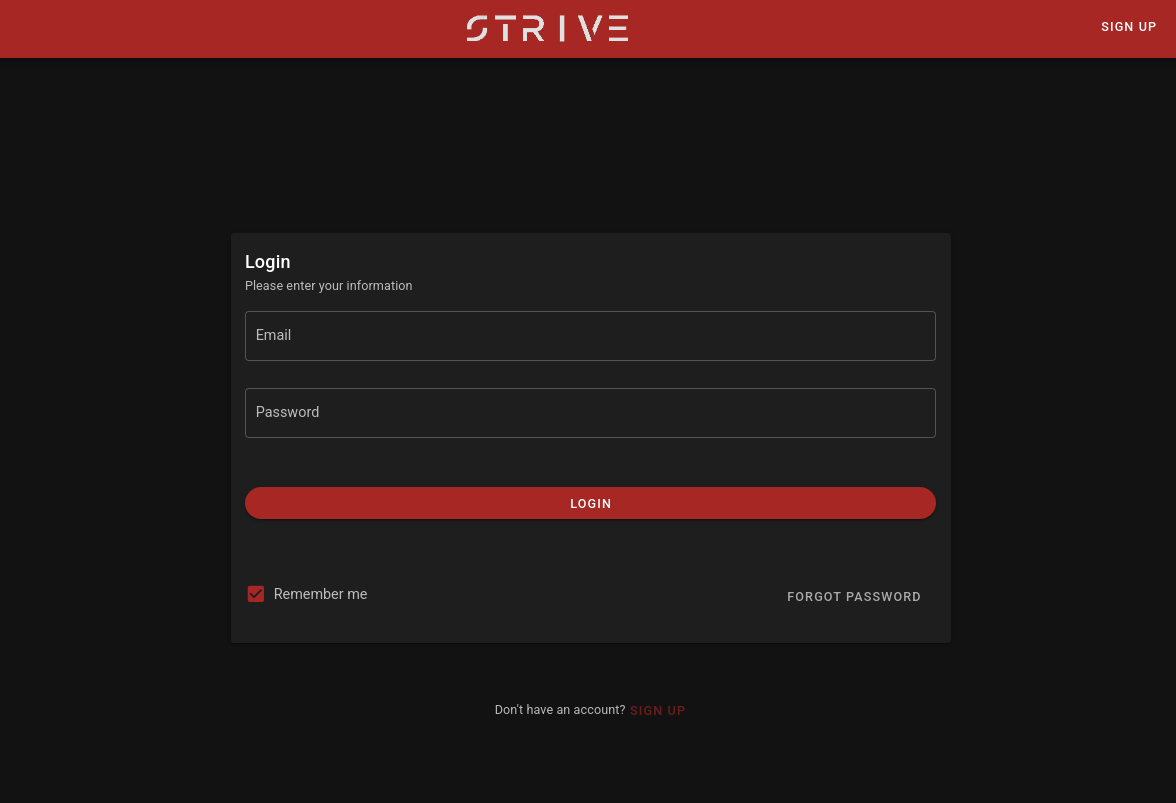 STRIVE
SIGN UP
Login
Please enter your information
Email
Password
LOGIN
Remember me
FORGOT PASSWORD
Don't have an account? SIGN UP